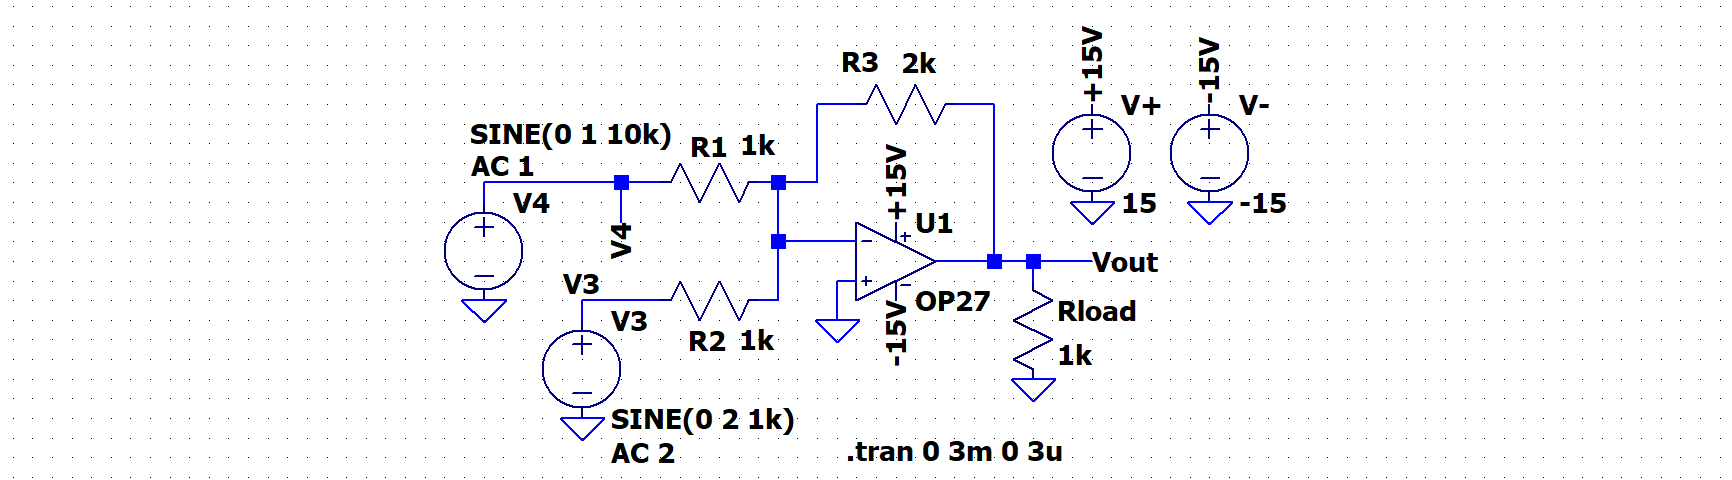 R3 2k
+15V
-15V
V+
V-
SINE(0 1 10k)
AC 1
R1 1k
V4
V4
+15V
U1
15
-15
V3
V3
R2 1k
-15V
OP27
Vout
Rload
1k
SINE(0 2 1k)
AC 2
.tran 0 3m 0 3u